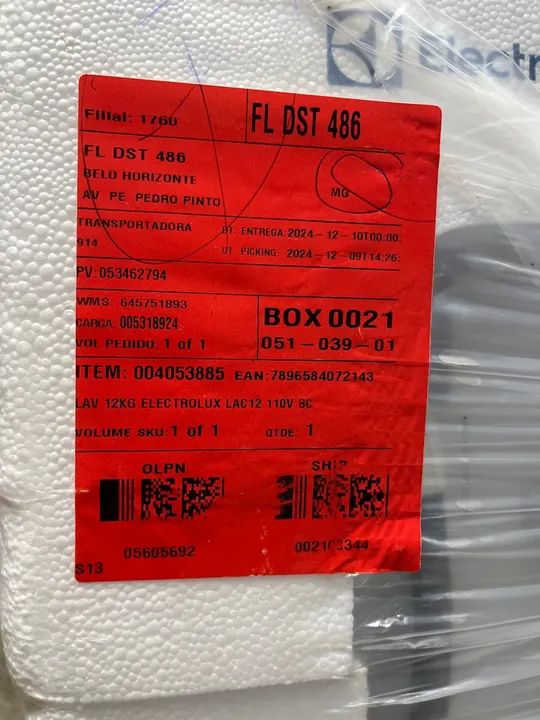 Electr
Filial: 1760
FL DST 486
FL DST 486
BELO HORIZONTE
MG
AV PE PEDRO PINTO
TRANSPORTADORA
914
DT. ENTREGA:2024-12-10T00:00:
DT. PICKING: 2024-12-09T14:26:
PV:053462794
WMS: 645751893
CARGA: 005318924
VOL PEDIDO: 1 of 1
BOX 0021
051-039-01
ITEM: 004053885 EAN:7896584072143
LAV 12KG ELECTROLUX LAC12 110V BC
VOLUME SKU:1 of 1 QTDE: 1
OLPN
05605692
S13